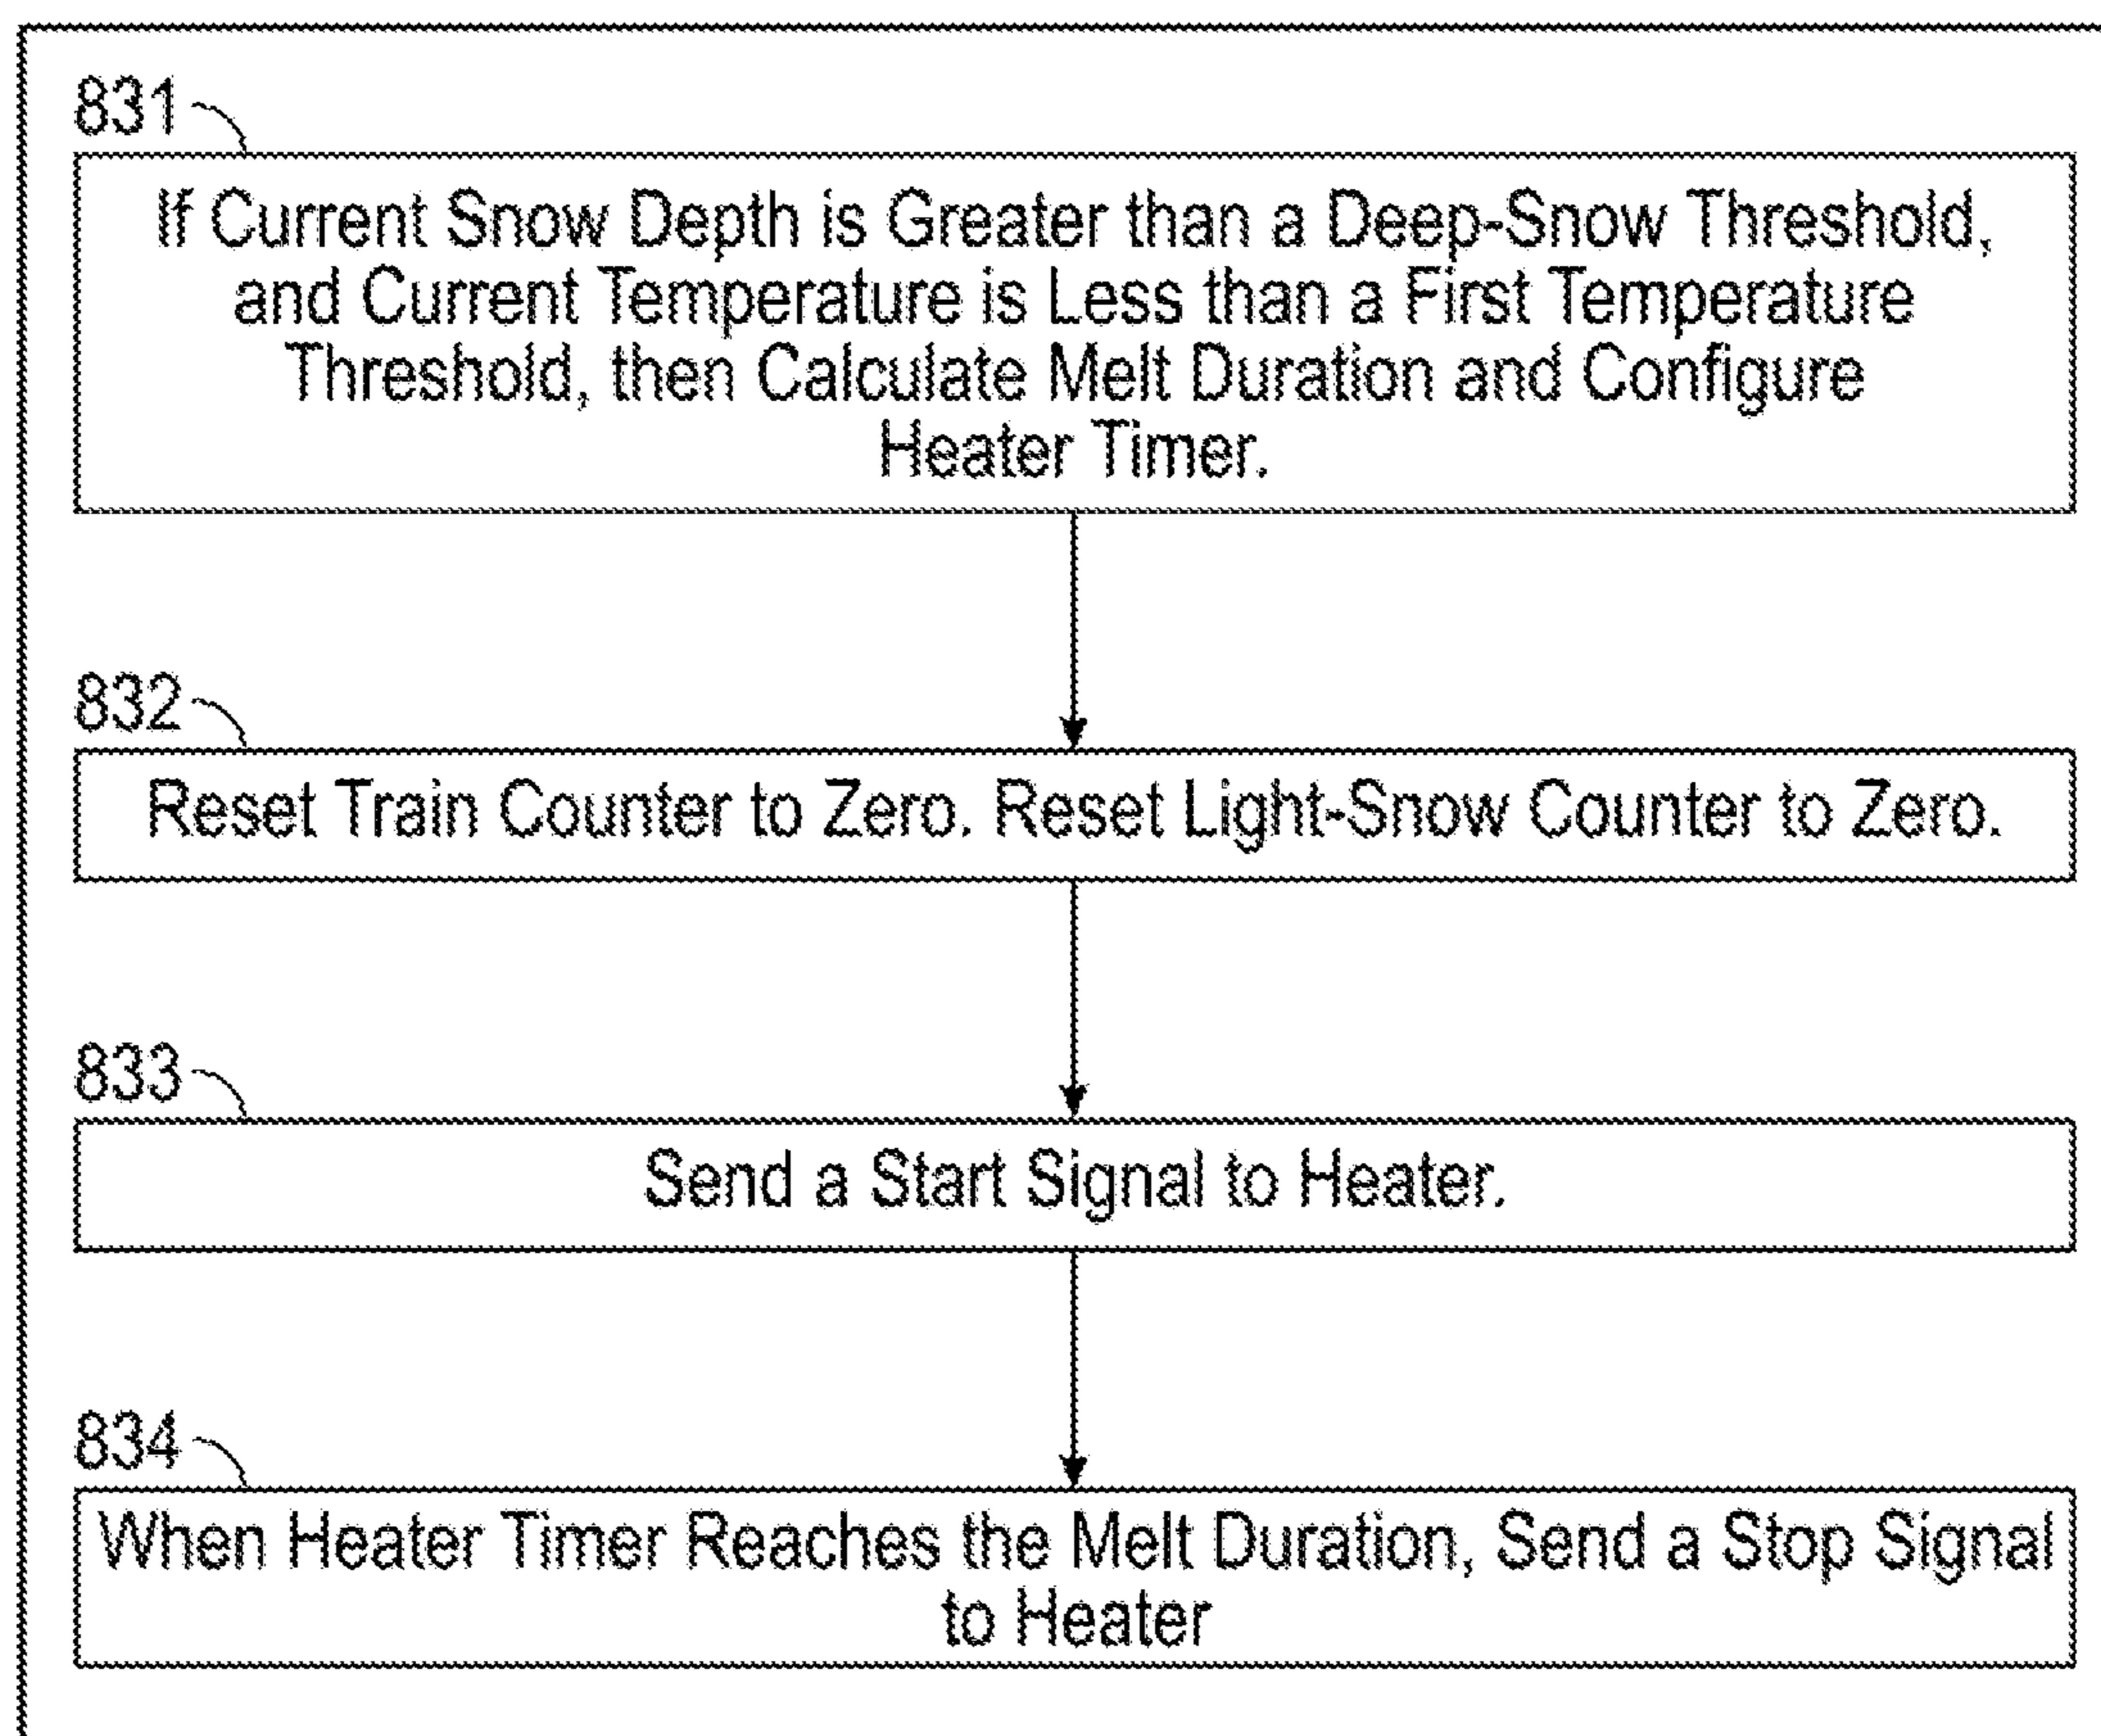 831
If Current Snow Depth is Greater than a Deep-Snow Threshold,
and Current Temperature is Less than a First Temperature
Threshold, then Calculate Melt Duration and Configure
Heater Timer.
832
Reset Train Counter to Zero. Reset Light-Snow Counter to Zero.
833
Send a Start Signal to Heater.
834
When Heater Timer Reaches the Melt Duration, Send a Stop Signal
to Heater